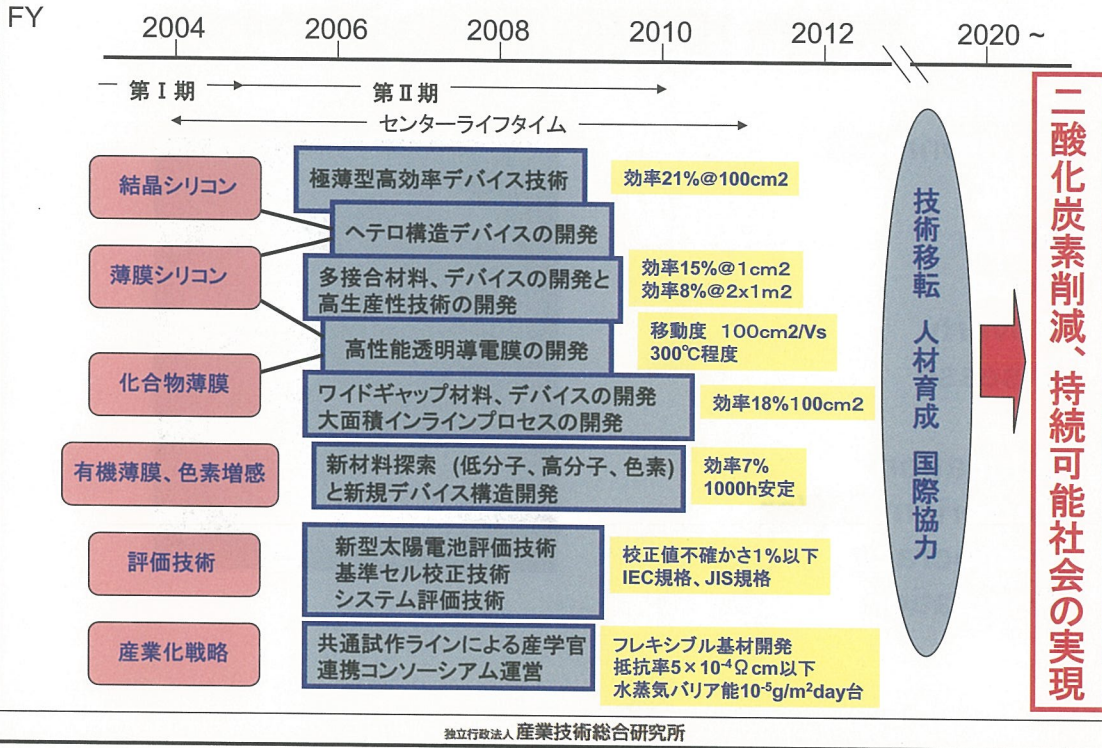 FY
2004 2006 2008 2010 2012 2020 ~
第Ⅰ期 第Ⅱ期
センターライフタイム
結晶シリコン
極薄型高効率デバイス技術
効率21%@100cm2
ヘテロ構造デバイスの開発
薄膜シリコン
多接合材料、デバイスの開発と
高生産性技術の開発
効率15%@1cm2
効率8%@2x1m2
高性能透明導電膜の開発
移動度 100cm2/Vs
300℃程度
化合物薄膜
ワイドギャップ材料、デバイスの開発
大面積インラインプロセスの開発
効率18%100cm2
有機薄膜、色素増感
新材料探索 (低分子、高分子、色素)
と新規デバイス構造開発
効率7%
1000h安定
評価技術
新型太陽電池評価技術
基準セル校正技術
システム評価技術
校正値不確かさ1%以下
IEC規格、JIS規格
産業化戦略
共通試作ラインによる産学官
連携コンソーシアム運営
フレキシブル基材開発
抵抗率5×10⁻⁴Ωcm以下
水蒸気バリア能10⁻⁵g/m²day台
技術移転 人材育成 国際協力
二酸化炭素削減、持続可能社会の実現
独立行政法人 産業技術総合研究所